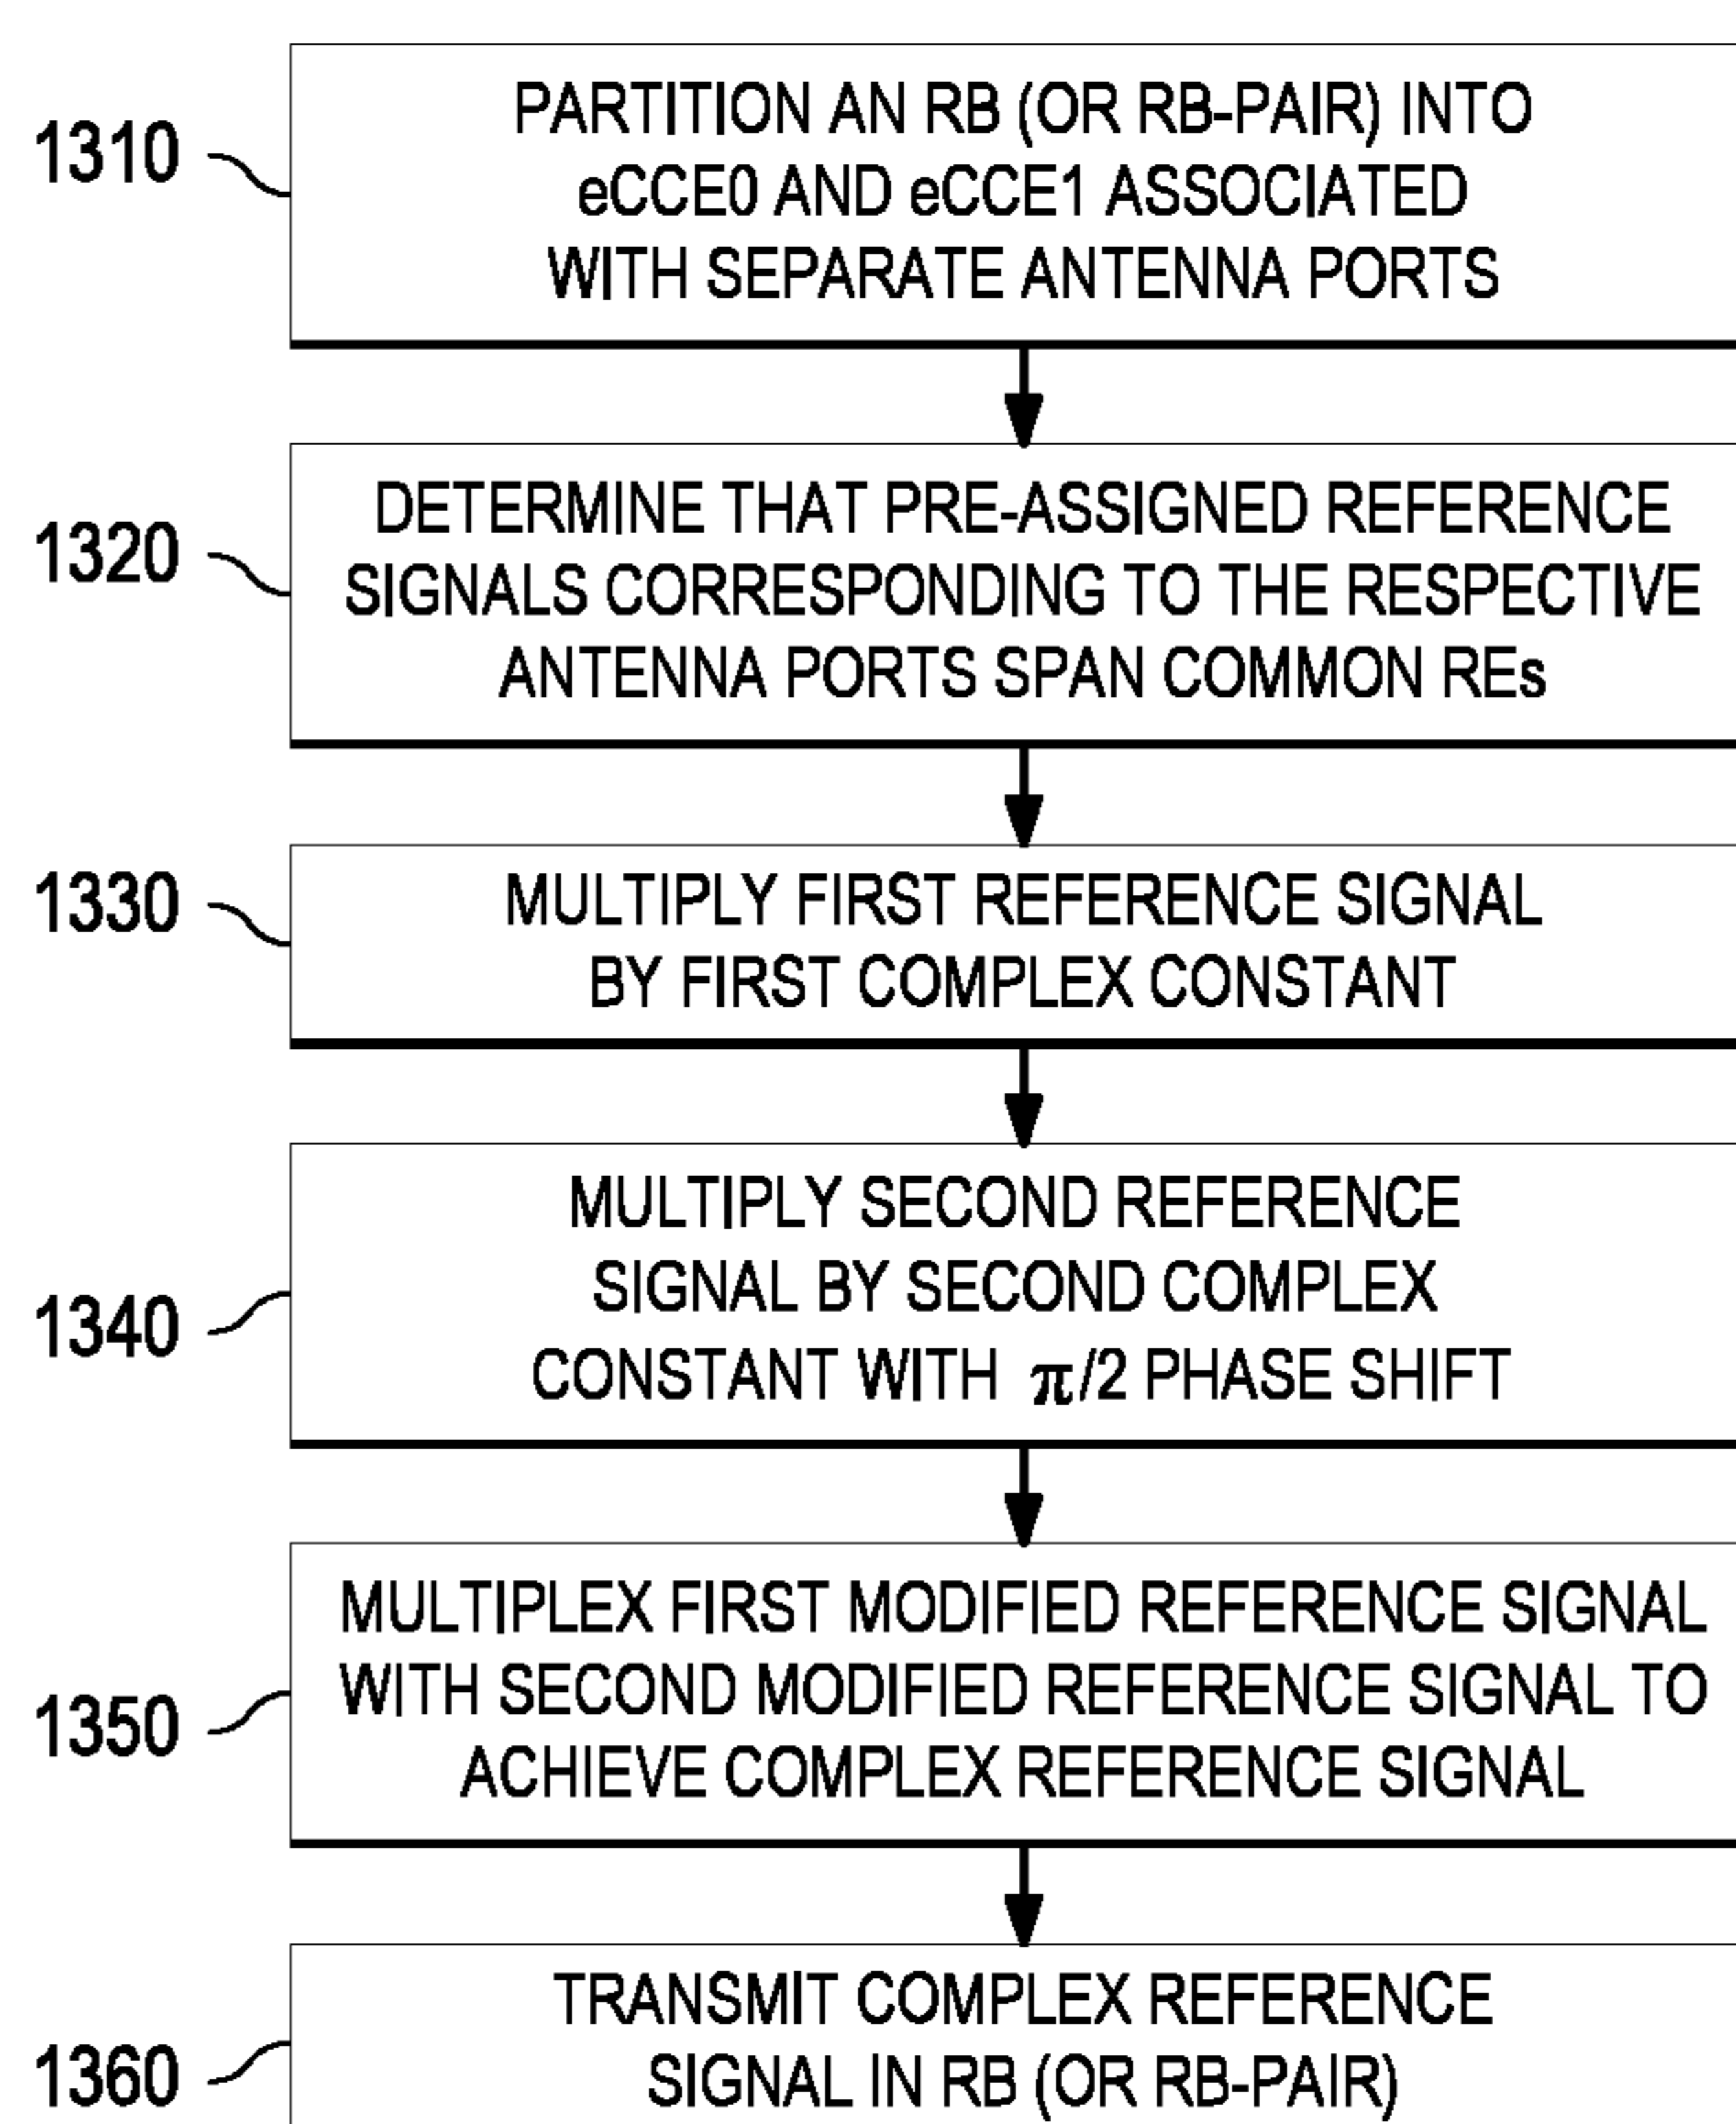 1310
PARTITION AN RB (OR RB-PAIR) INTO
eCCE0 AND eCCE1 ASSOCIATED
WITH SEPARATE ANTENNA PORTS
1320
DETERMINE THAT PRE-ASSIGNED REFERENCE
SIGNALS CORRESPONDING TO THE RESPECTIVE
ANTENNA PORTS SPAN COMMON REs
1330
MULTIPLY FIRST REFERENCE SIGNAL
BY FIRST COMPLEX CONSTANT
1340
MULTIPLY SECOND REFERENCE
SIGNAL BY SECOND COMPLEX
CONSTANT WITH π/2 PHASE SHIFT
1350
MULTIPLEX FIRST MODIFIED REFERENCE SIGNAL
WITH SECOND MODIFIED REFERENCE SIGNAL TO
ACHIEVE COMPLEX REFERENCE SIGNAL
1360
TRANSMIT COMPLEX REFERENCE
SIGNAL IN RB (OR RB-PAIR)